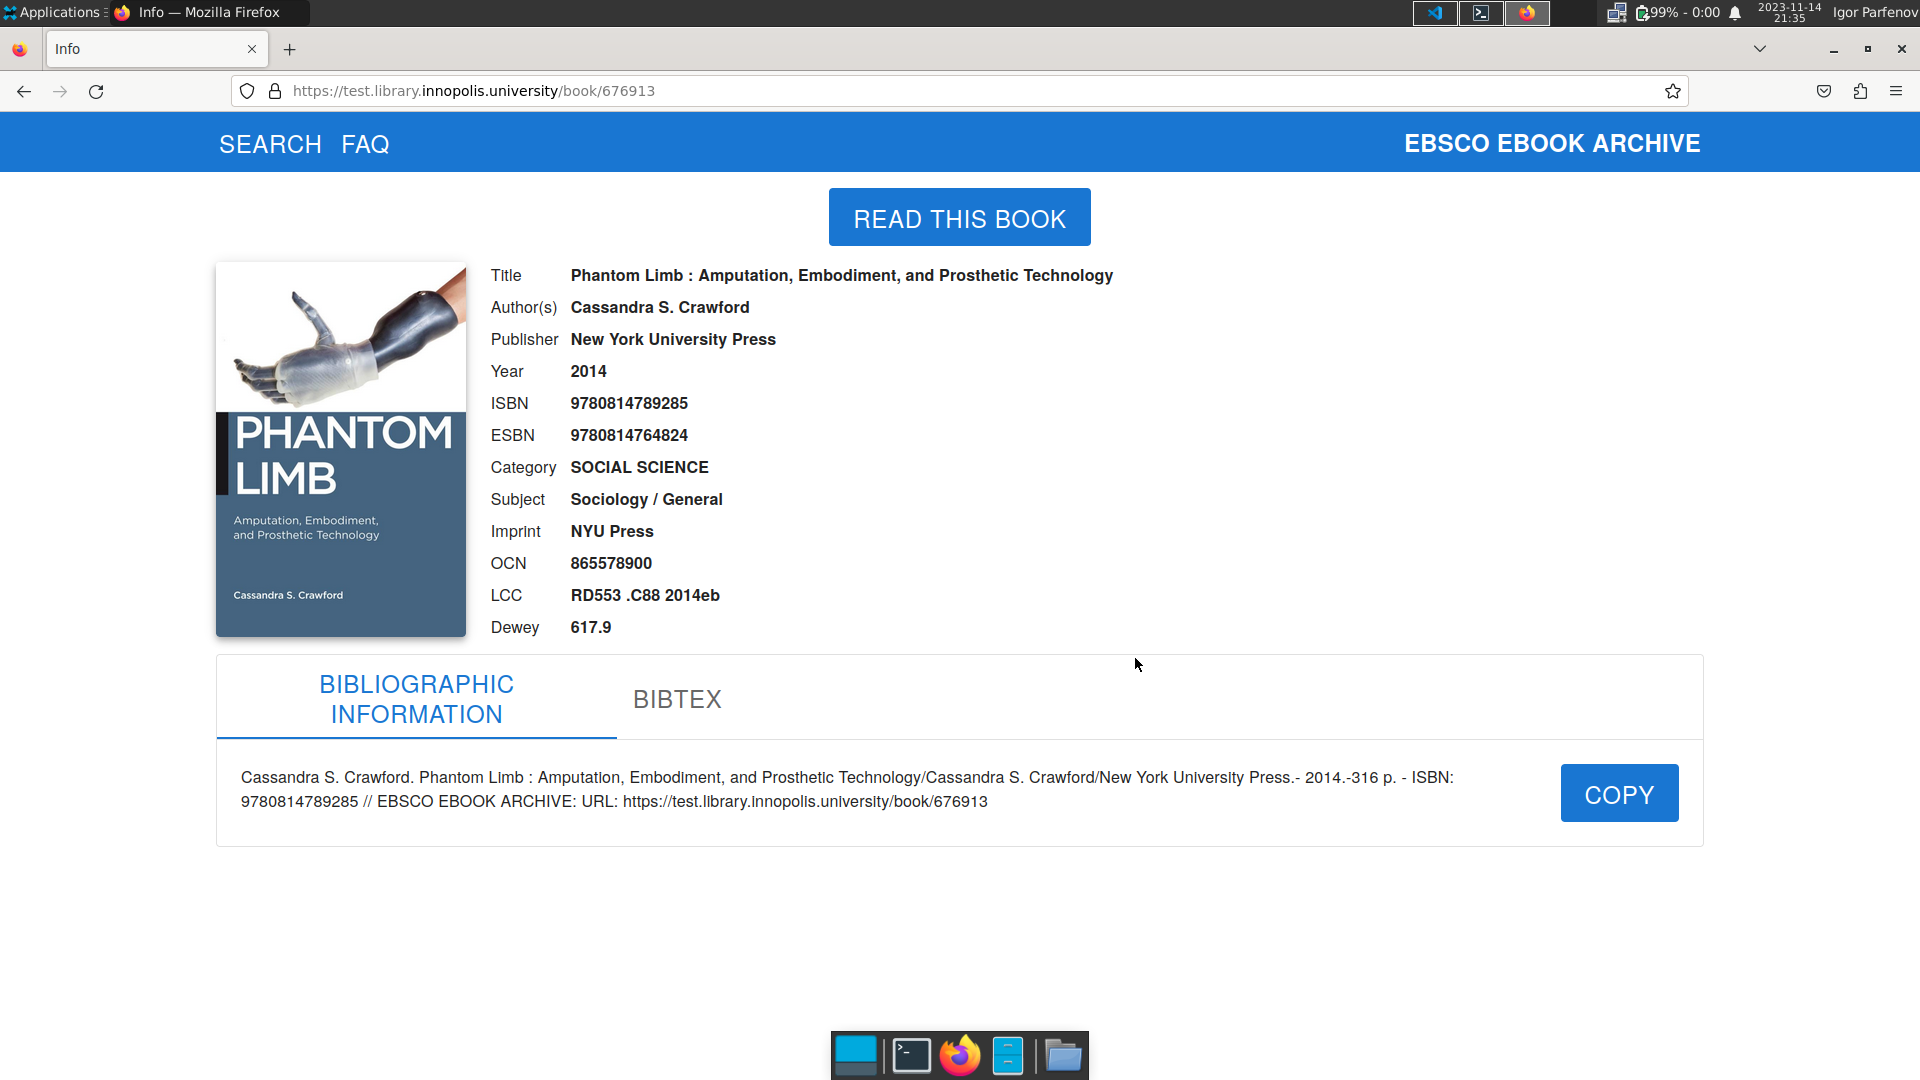 Applications
Info — Mozilla Firefox
99% - 0:00
2023-11-14
21:35
Igor Parfenov
Info
https://test.library.innopolis.university/book/676913
SEARCH FAQ
EBSCO EBOOK ARCHIVE
READ THIS BOOK
PHANTOM
LIMB
Amputation, Embodiment,
and Prosthetic Technology
Cassandra S. Crawford
Title Phantom Limb : Amputation, Embodiment, and Prosthetic Technology
Author(s) Cassandra S. Crawford
Publisher New York University Press
Year 2014
ISBN 9780814789285
ESBN 9780814764824
Category SOCIAL SCIENCE
Subject Sociology / General
Imprint NYU Press
OCN 865578900
LCC RD553 .C88 2014eb
Dewey 617.9
BIBLIOGRAPHIC
INFORMATION
BIBTEX
Cassandra S. Crawford. Phantom Limb : Amputation, Embodiment, and Prosthetic Technology/Cassandra S. Crawford/New York University Press.- 2014.-316 p. - ISBN:
9780814789285 // EBSCO EBOOK ARCHIVE: URL: https://test.library.innopolis.university/book/676913
COPY